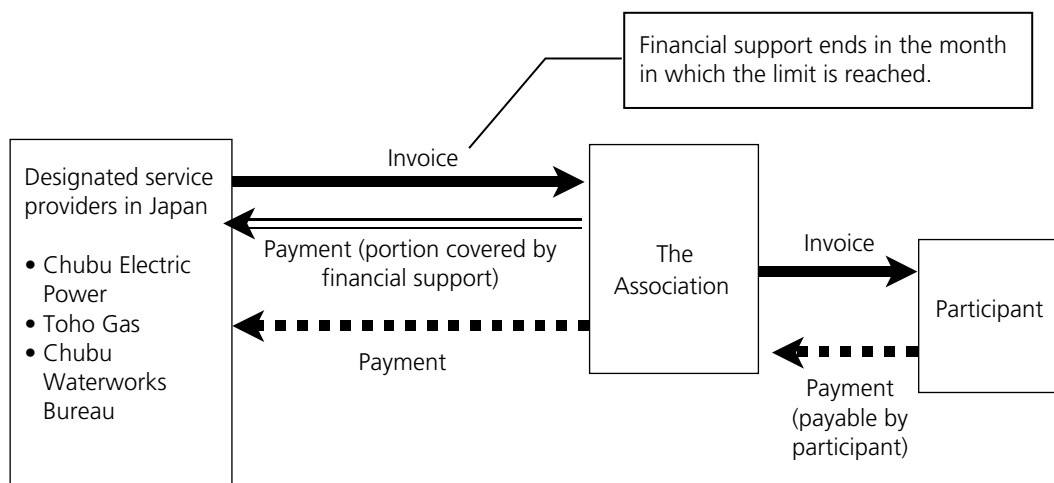 Financial support ends in the month
in which the limit is reached.
Invoice
Designated service
providers in Japan
• Chubu Electric
Power
• Toho Gas
• Chubu
Waterworks
Bureau
Payment (portion covered by
financial support)
Payment
The
Association
Invoice
Participant
Payment
(payable by
participant)